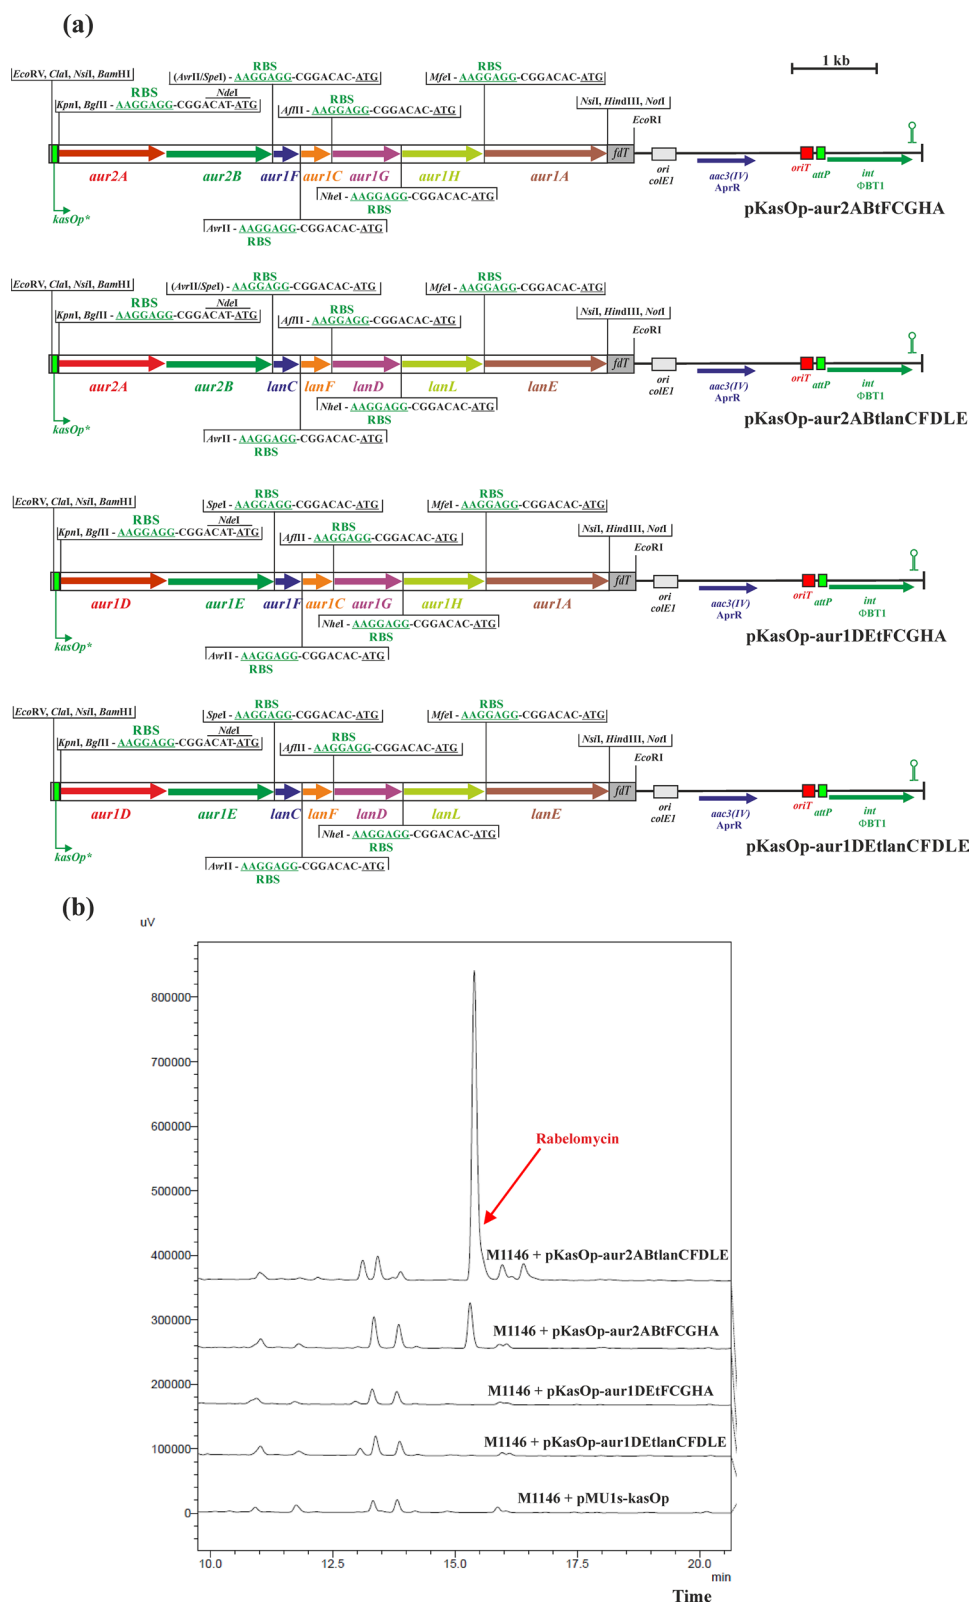 (a)
RBS
RBS
EcoRV, ClaI, NsiI, BamHI
(AvrII/SpeI) - AAGGAGG-CGGACAC-ATG
MfeI - AAGGAGG-CGGACAC-ATG
1 kb
RBS
NdeI
RBS
KpnI, BglII - AAGGAGG-CGGACAT-ATG
AflII - AAGGAGG-CGGACAC-ATG
NsiI, HindIII, NotI
EcoRI
fdT
aur2A
aur2B
aur1F
aur1C
aur1G
aur1H
aur1A
ori
colE1
aac3(IV)
AprR
oriT
attP
int
ΦBT1
kasOp*
NheI - AAGGAGG-CGGACAC-ATG
RBS
pKasOp-aur2ABtFCGHA
AvrII - AAGGAGG-CGGACAC-ATG
RBS
RBS
RBS
EcoRV, ClaI, NsiI, BamHI
(AvrII/SpeI) - AAGGAGG-CGGACAC-ATG
MfeI - AAGGAGG-CGGACAC-ATG
RBS
NdeI
RBS
KpnI, BglII - AAGGAGG-CGGACAT-ATG
AflII - AAGGAGG-CGGACAC-ATG
NsiI, HindIII, NotI
EcoRI
fdT
aur2A
aur2B
lanC
lanF
lanD
lanL
lanE
ori
colE1
aac3(IV)
AprR
oriT
attP
int
ΦBT1
kasOp*
NheI - AAGGAGG-CGGACAC-ATG
RBS
pKasOp-aur2ABtlanCFDLE
AvrII - AAGGAGG-CGGACAC-ATG
RBS
RBS
RBS
EcoRV, ClaI, NsiI, BamHI
SpeI - AAGGAGG-CGGACAC-ATG
MfeI - AAGGAGG-CGGACAC-ATG
RBS
NdeI
RBS
KpnI, BglII - AAGGAGG-CGGACAT-ATG
AflII - AAGGAGG-CGGACAC-ATG
NsiI, HindIII, NotI
EcoRI
fdT
aur1D
aur1E
aur1F
aur1C
aur1G
aur1H
aur1A
ori
colE1
aac3(IV)
AprR
oriT
attP
int
ΦBT1
kasOp*
NheI - AAGGAGG-CGGACAC-ATG
RBS
pKasOp-aur1DEtFCGHA
AvrII - AAGGAGG-CGGACAC-ATG
RBS
RBS
RBS
EcoRV, ClaI, NsiI, BamHI
SpeI - AAGGAGG-CGGACAC-ATG
MfeI - AAGGAGG-CGGACAC-ATG
RBS
NdeI
RBS
KpnI, BglII - AAGGAGG-CGGACAT-ATG
AflII - AAGGAGG-CGGACAC-ATG
NsiI, HindIII, NotI
EcoRI
fdT
aur1D
aur1E
lanC
lanF
lanD
lanL
lanE
ori
colE1
aac3(IV)
AprR
oriT
attP
int
ΦBT1
kasOp*
NheI - AAGGAGG-CGGACAC-ATG
RBS
pKasOp-aur1DEtlanCFDLE
AvrII - AAGGAGG-CGGACAC-ATG
RBS
(b)
uV
800000
700000
600000
Rabelomycin
500000
400000
M1146 + pKasOp-aur2ABtlanCFDLE
300000
M1146 + pKasOp-aur2ABtFCGHA
200000
M1146 + pKasOp-aur1DEtFCGHA
100000
M1146 + pKasOp-aur1DEtlanCFDLE
M1146 + pMU1s-kasOp
0
10.0 12.5 15.0 17.5 20.0
min
Time